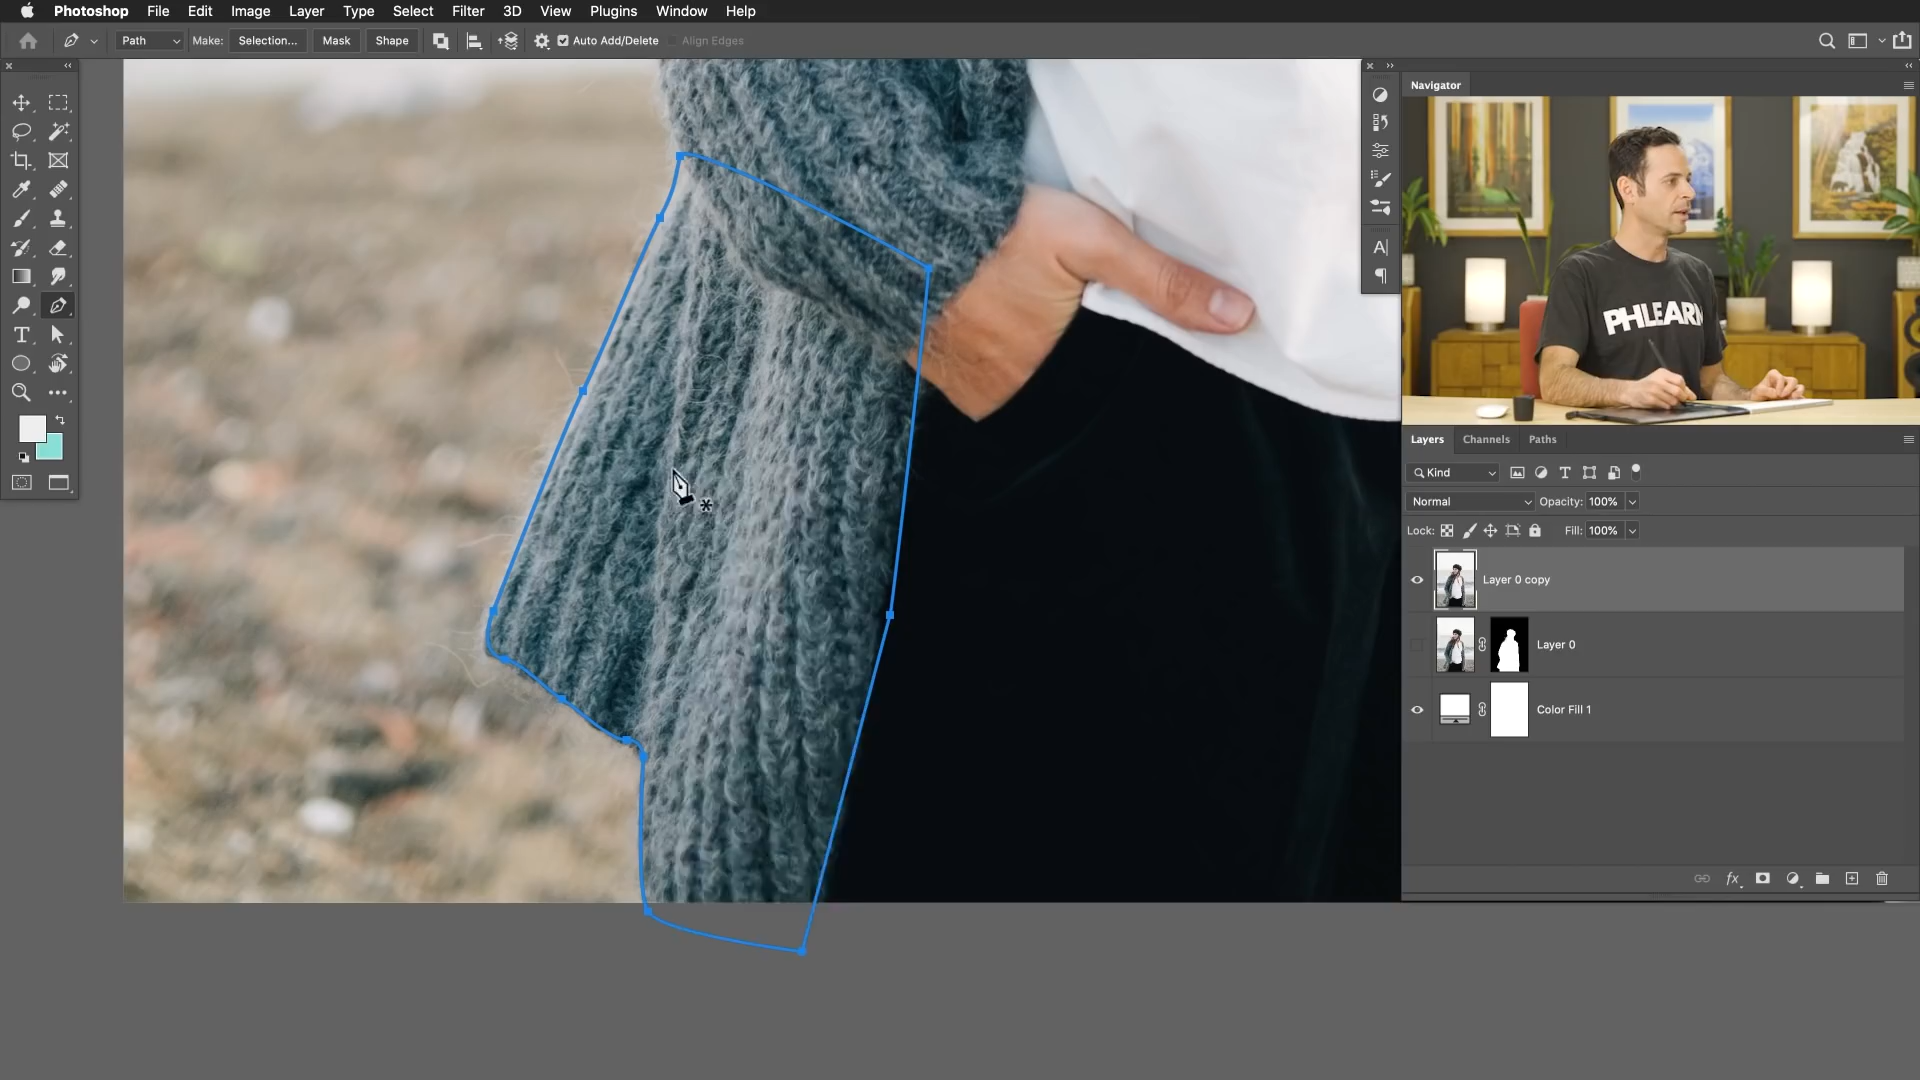 Photoshop File Edit Image Layer Type Select Filter 3D View Plugins Window Help
Path Make: Selection... Mask Shape Auto Add/Delete Align Edges
Navigator
PHLEARN
Layers Channels Paths
Kind
Normal Opacity: 100%
Lock: Fill: 100%
Layer 0 copy
Layer 0
Color Fill 1